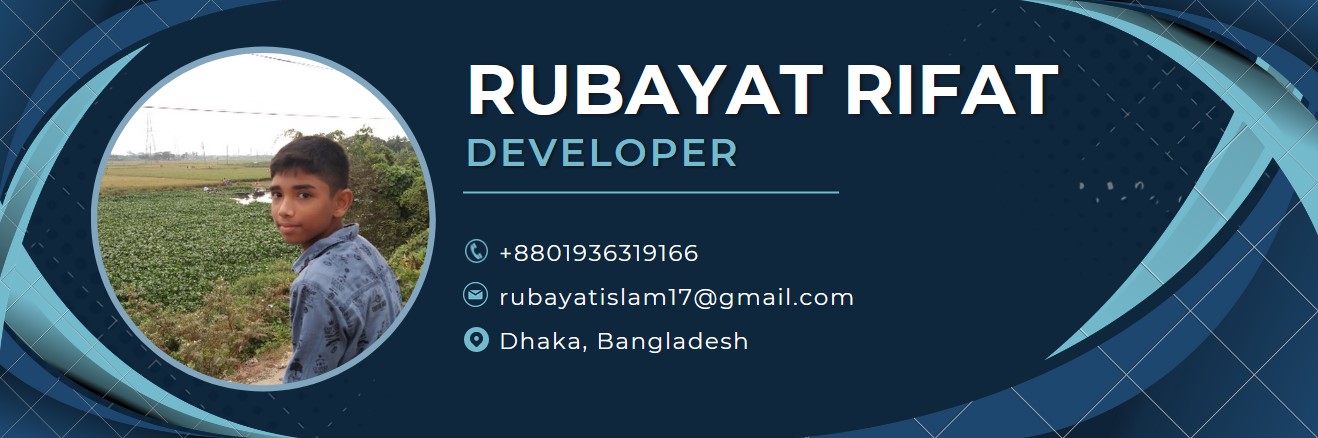 RUBAYAT RIFAT
DEVELOPER
+8801936319166
rubayatislam17@gmail.com
Dhaka, Bangladesh